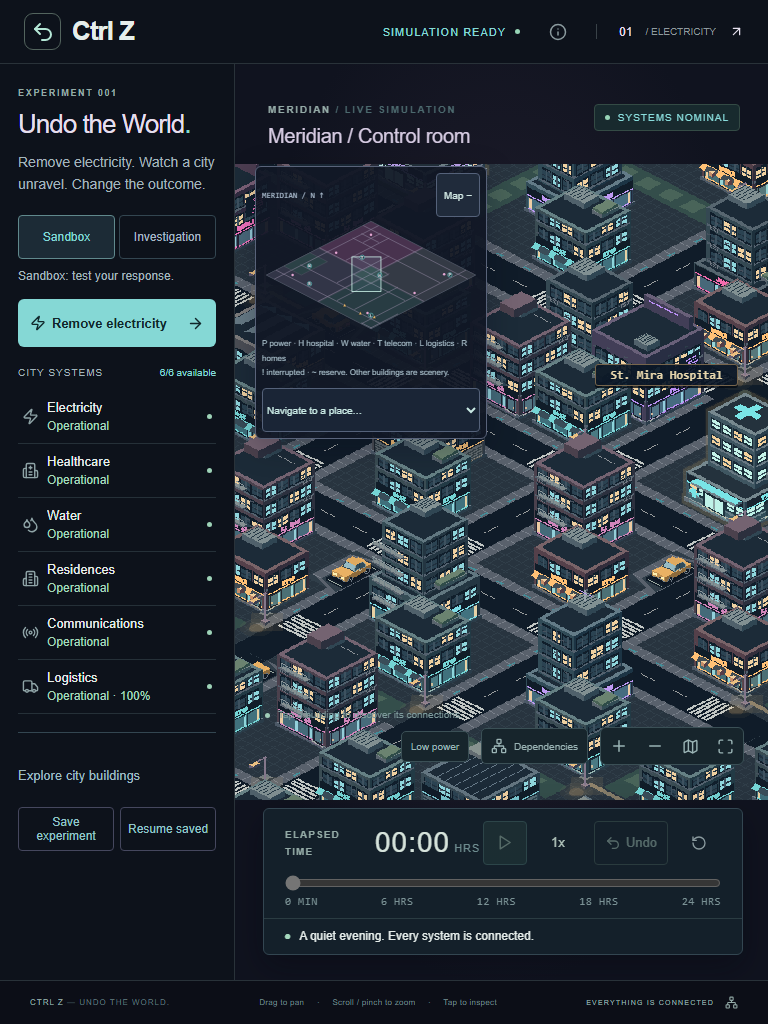 Ctrl Z
SIMULATION READY
01 / ELECTRICITY
EXPERIMENT 001
Undo the World.
Remove electricity. Watch a city
unravel. Change the outcome.
Sandbox
Investigation
Sandbox: test your response.
Remove electricity
CITY SYSTEMS
6/6 available
Electricity
Operational
Healthcare
Operational
Water
Operational
Residences
Operational
Communications
Operational
Logistics
Operational · 100%
Explore city buildings
Save
experiment
Resume saved
MERIDIAN / LIVE SIMULATION
Meridian / Control room
SYSTEMS NOMINAL
MERIDIAN / N ↑
Map −
P power · H hospital · W water · T telecom · L logistics · R
homes
! interrupted · ~ reserve. Other buildings are scenery.
Navigate to a place...
St. Mira Hospital
Low power
Dependencies
ELAPSED
TIME
00:00 HRS
1x
Undo
0 MIN
6 HRS
12 HRS
18 HRS
24 HRS
A quiet evening. Every system is connected.
CTRL Z — UNDO THE WORLD.
Drag to pan · Scroll / pinch to zoom · Tap to inspect
EVERYTHING IS CONNECTED